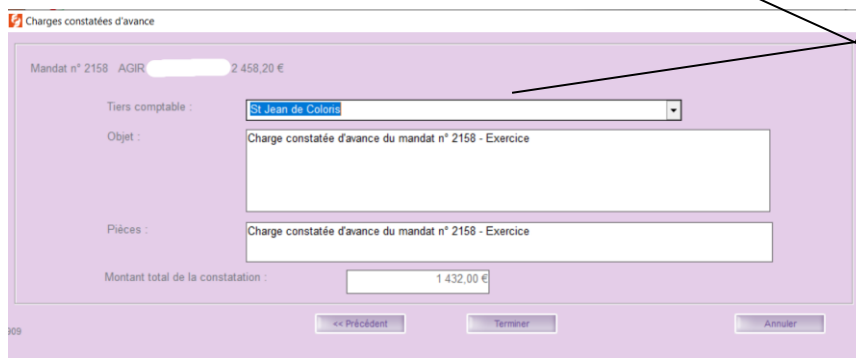 Charges constatées d'avance
Mandat n° 2158 AGIR 2 458,20 €
Tiers comptable : St Jean de Coloris
Objet : Charge constatée d'avance du mandat n° 2158 - Exercice
Pièces : Charge constatée d'avance du mandat n° 2158 - Exercice
Montant total de la constatation : 1 432,00 €
<< Précédent Terminer Annuler
909